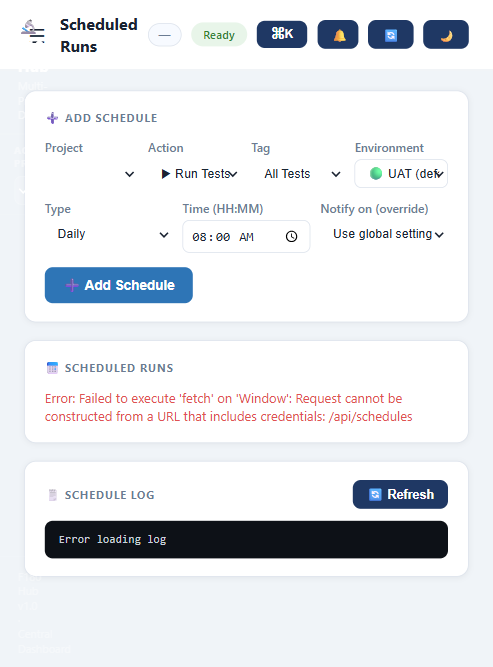 Scheduled
Runs
—
Ready
⌘K
ADD SCHEDULE
Project
Action
Tag
Environment
▶ Run Tests
All Tests
UAT (def
Type
Time (HH:MM)
Notify on (override)
Daily
08:00 AM
Use global setting
Add Schedule
SCHEDULED RUNS
Error: Failed to execute 'fetch' on 'Window': Request cannot be
constructed from a URL that includes credentials: /api/schedules
SCHEDULE LOG
Refresh
Error loading log